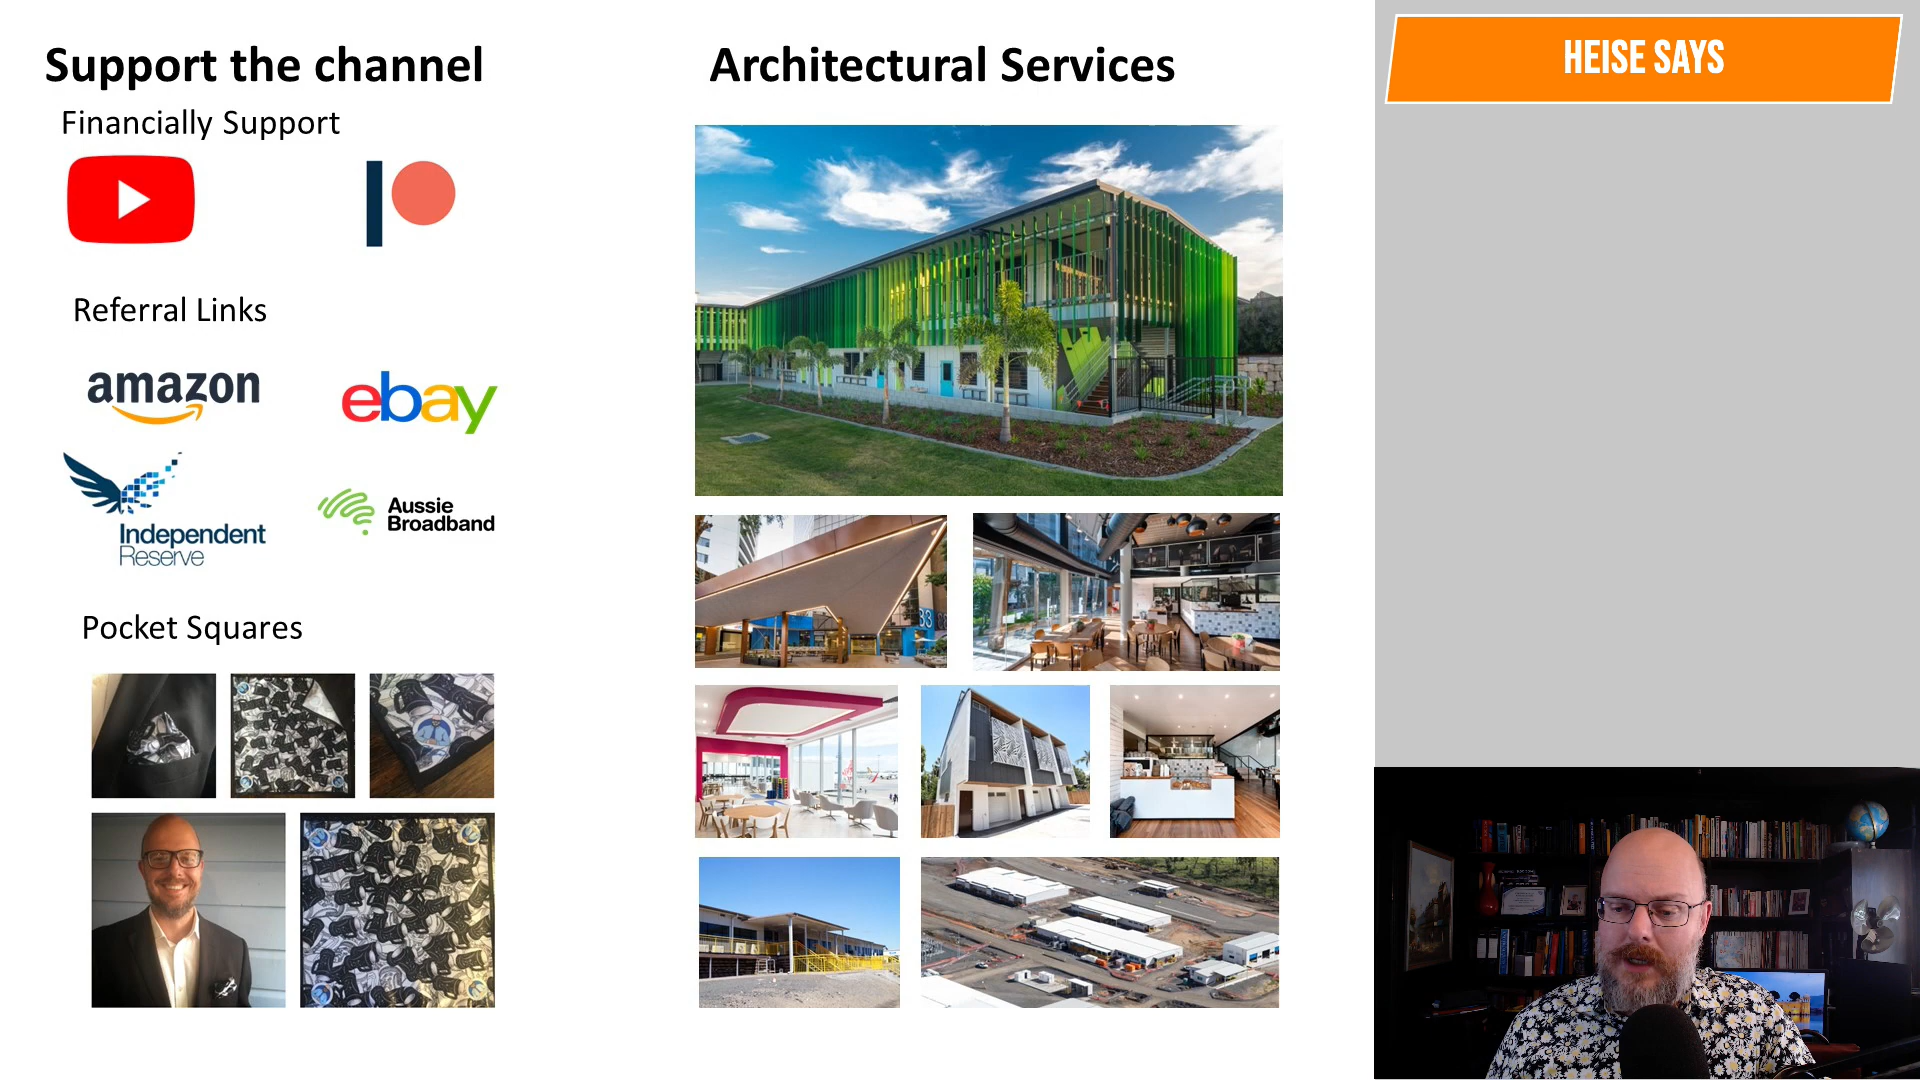 Support the channel
Financially Support
Referral Links
amazon
ebay
Independent
Reserve
Aussie
Broadband
Pocket Squares
Architectural Services
33
HEISE SAYS